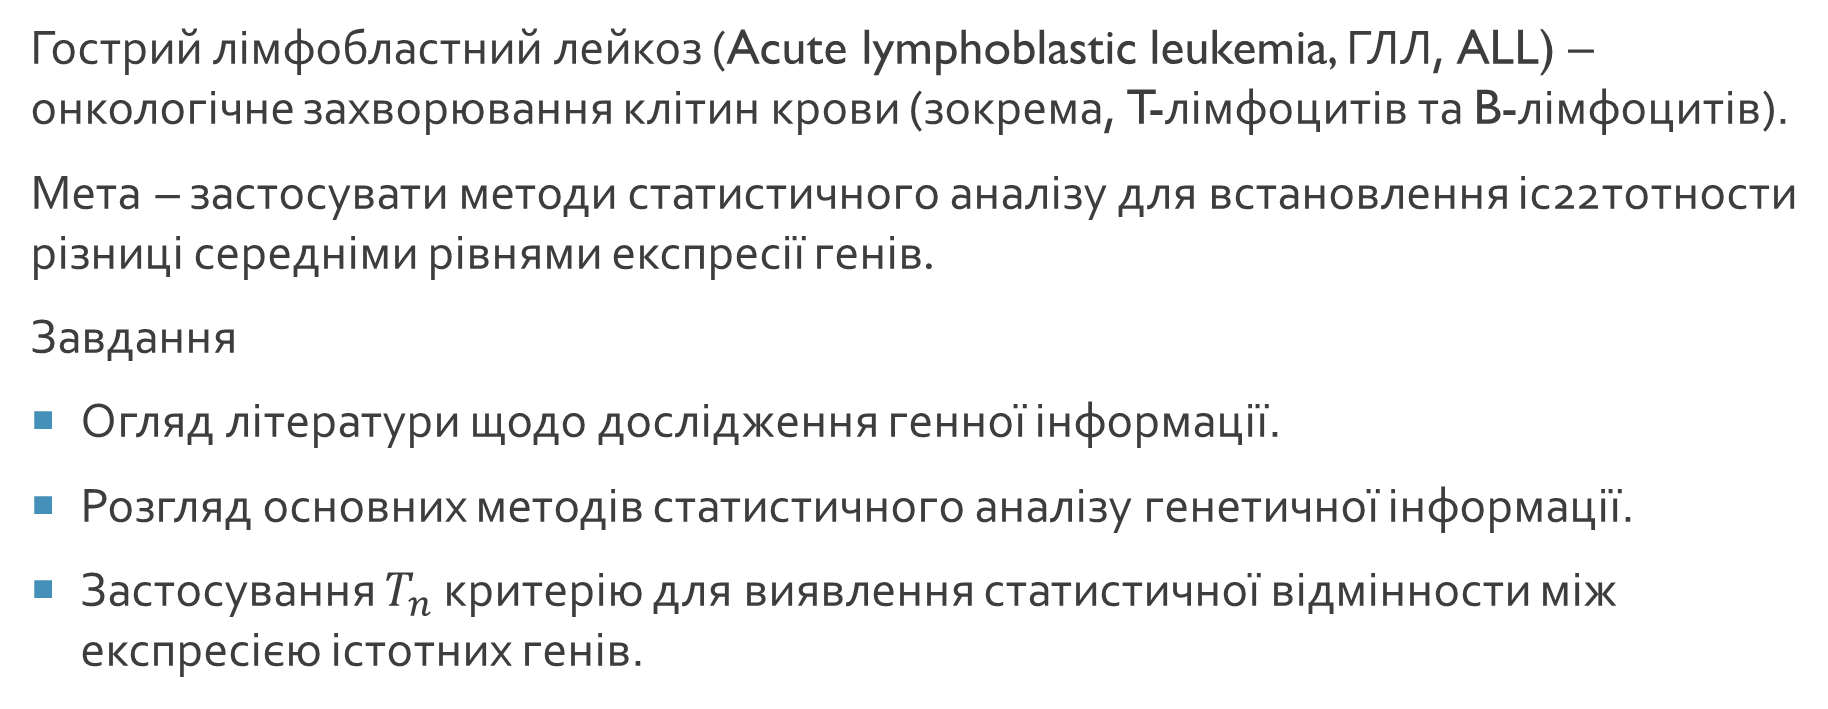 Гострий лімфобластний лейкоз (Acute lymphoblastic leukemia, ГЛЛ, ALL) –
онкологічне захворювання клітин крови (зокрема, T-лімфоцитів та B-лімфоцитів).
Мета – застосувати методи статистичного аналізу для встановлення іс22тотности
різниці середніми рівнями експресії генів.
Завдання
▪ Огляд літератури щодо дослідження генної інформації.
▪ Розгляд основних методів статистичного аналізу генетичної інформації.
▪ Застосування Tₙ критерію для виявлення статистичної відмінности між
експресією істотних генів.